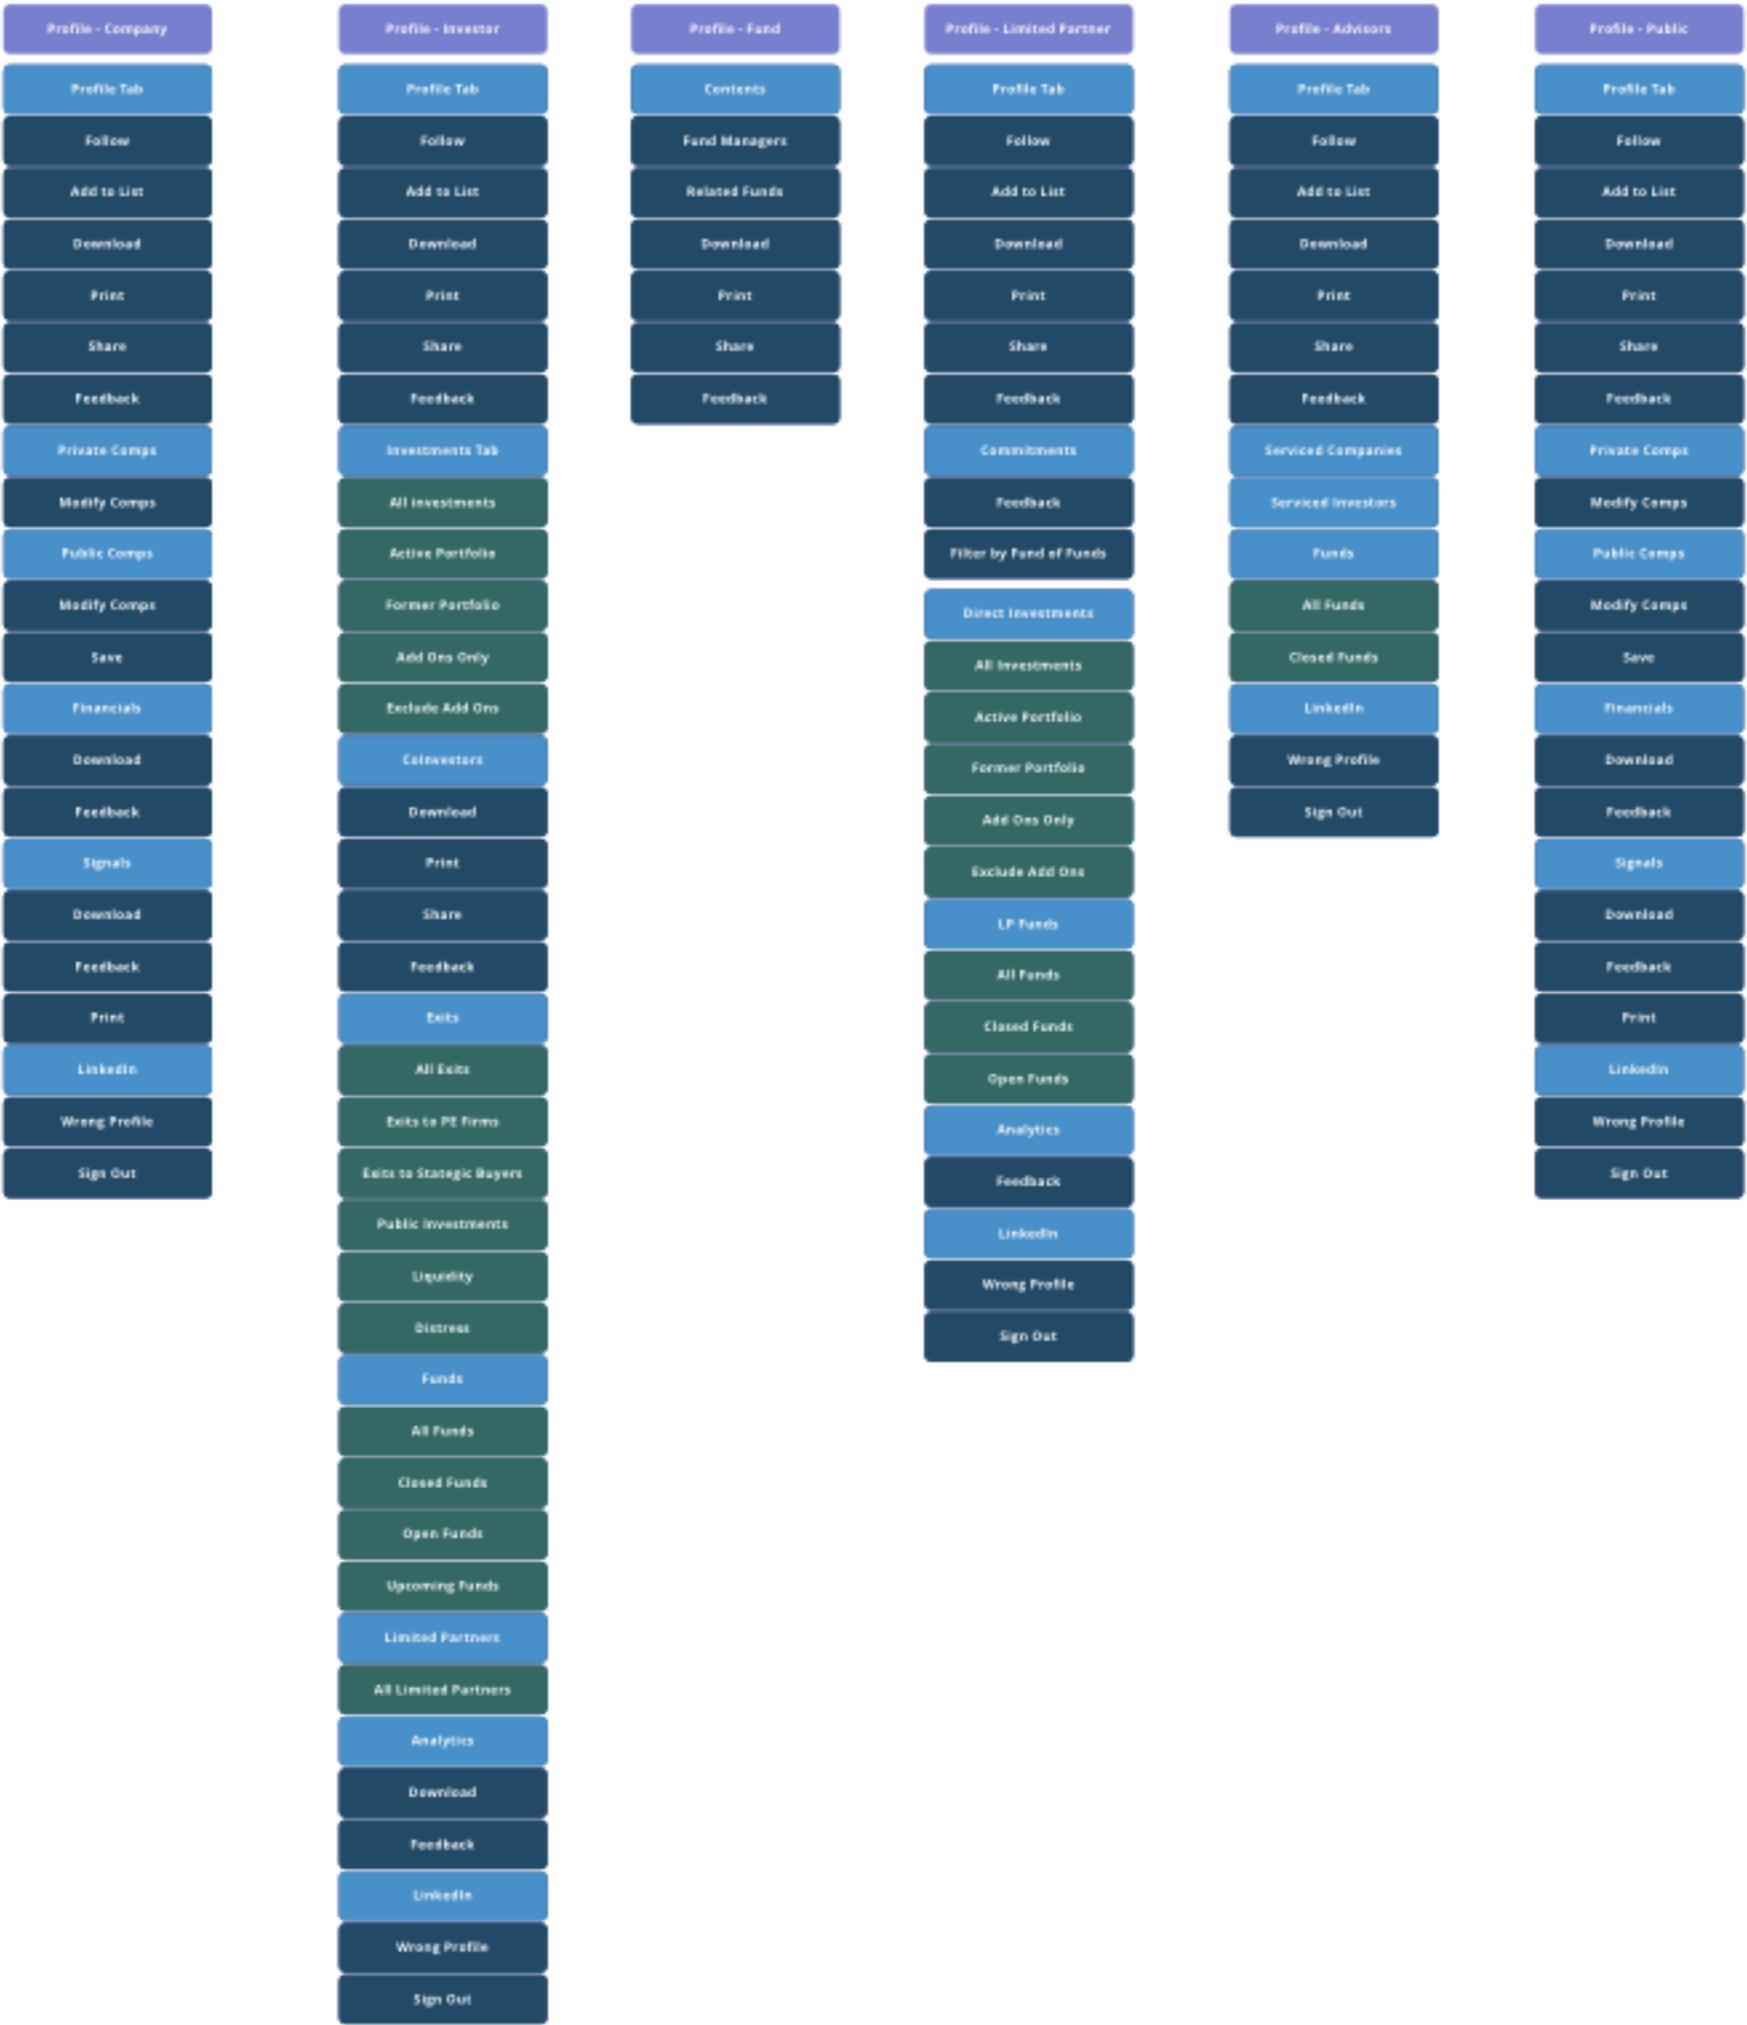 Profile - Company
Profile Tab
Follow
Add to List
Download
Print
Share
Feedback
Private Comps
Modify Comps
Public Comps
Modify Comps
Save
Financials
Download
Feedback
Signals
Download
Feedback
Print
LinkedIn
Wrong Profile
Sign Out
Profile - Investor
Profile Tab
Follow
Add to List
Download
Print
Share
Feedback
Investments Tab
All investments
Active Portfolio
Former Portfolio
Add Ons Only
Exclude Add Ons
Coinvestors
Download
Print
Share
Feedback
Exits
All Exits
Exits to PE Firms
Exits to Stategic Buyers
Public Investments
Liquidity
Distress
Funds
All Funds
Closed Funds
Open Funds
Upcoming Funds
Limited Partners
All Limited Partners
Analytics
Download
Feedback
LinkedIn
Wrong Profile
Sign Out
Profile - Fund
Contents
Fund Managers
Related Funds
Download
Print
Share
Feedback
Profile - Limited Partner
Profile Tab
Follow
Add to List
Download
Print
Share
Feedback
Commitments
Feedback
Filter by Fund of Funds
Direct Investments
All Investments
Active Portfolio
Former Portfolio
Add Ons Only
Exclude Add Ons
LP Funds
All Funds
Closed Funds
Open Funds
Analytics
Feedback
LinkedIn
Wrong Profile
Sign Out
Profile - Advisors
Profile Tab
Follow
Add to List
Download
Print
Share
Feedback
Serviced Companies
Serviced Investors
Funds
All Funds
Closed Funds
LinkedIn
Wrong Profile
Sign Out
Profile - Public
Profile Tab
Follow
Add to List
Download
Print
Share
Feedback
Private Comps
Modify Comps
Public Comps
Modify Comps
Save
Financials
Download
Feedback
Signals
Download
Feedback
Print
LinkedIn
Wrong Profile
Sign Out